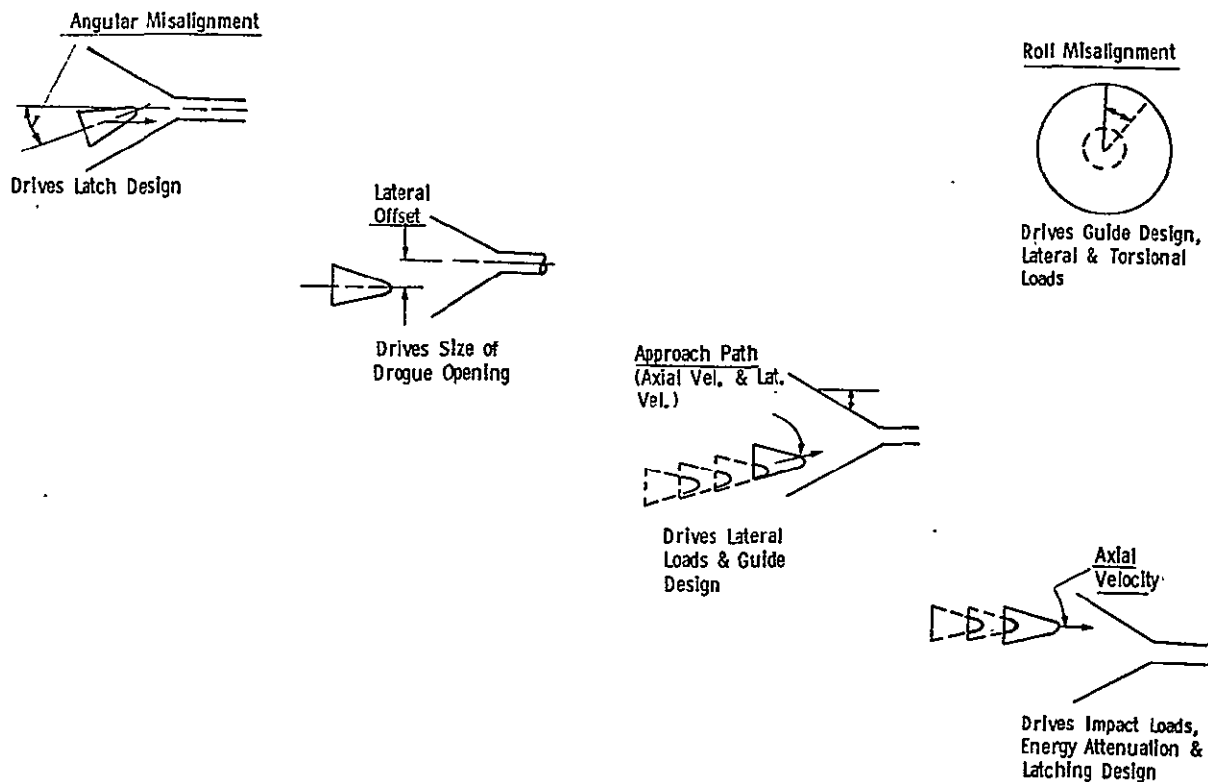 Angular Misalignment
Drives Latch Design
Lateral
Offset
Drives Size of
Drogue Opening
Approach Path
(Axial Vel. & Lat.
Vel.)
Drives Lateral
Loads & Guide
Design
Roll Misalignment
Drives Guide Design,
Lateral & Torsional
Loads
Axial
Velocity
Drives Impact Loads,
Energy Attenuation &
Latching Design